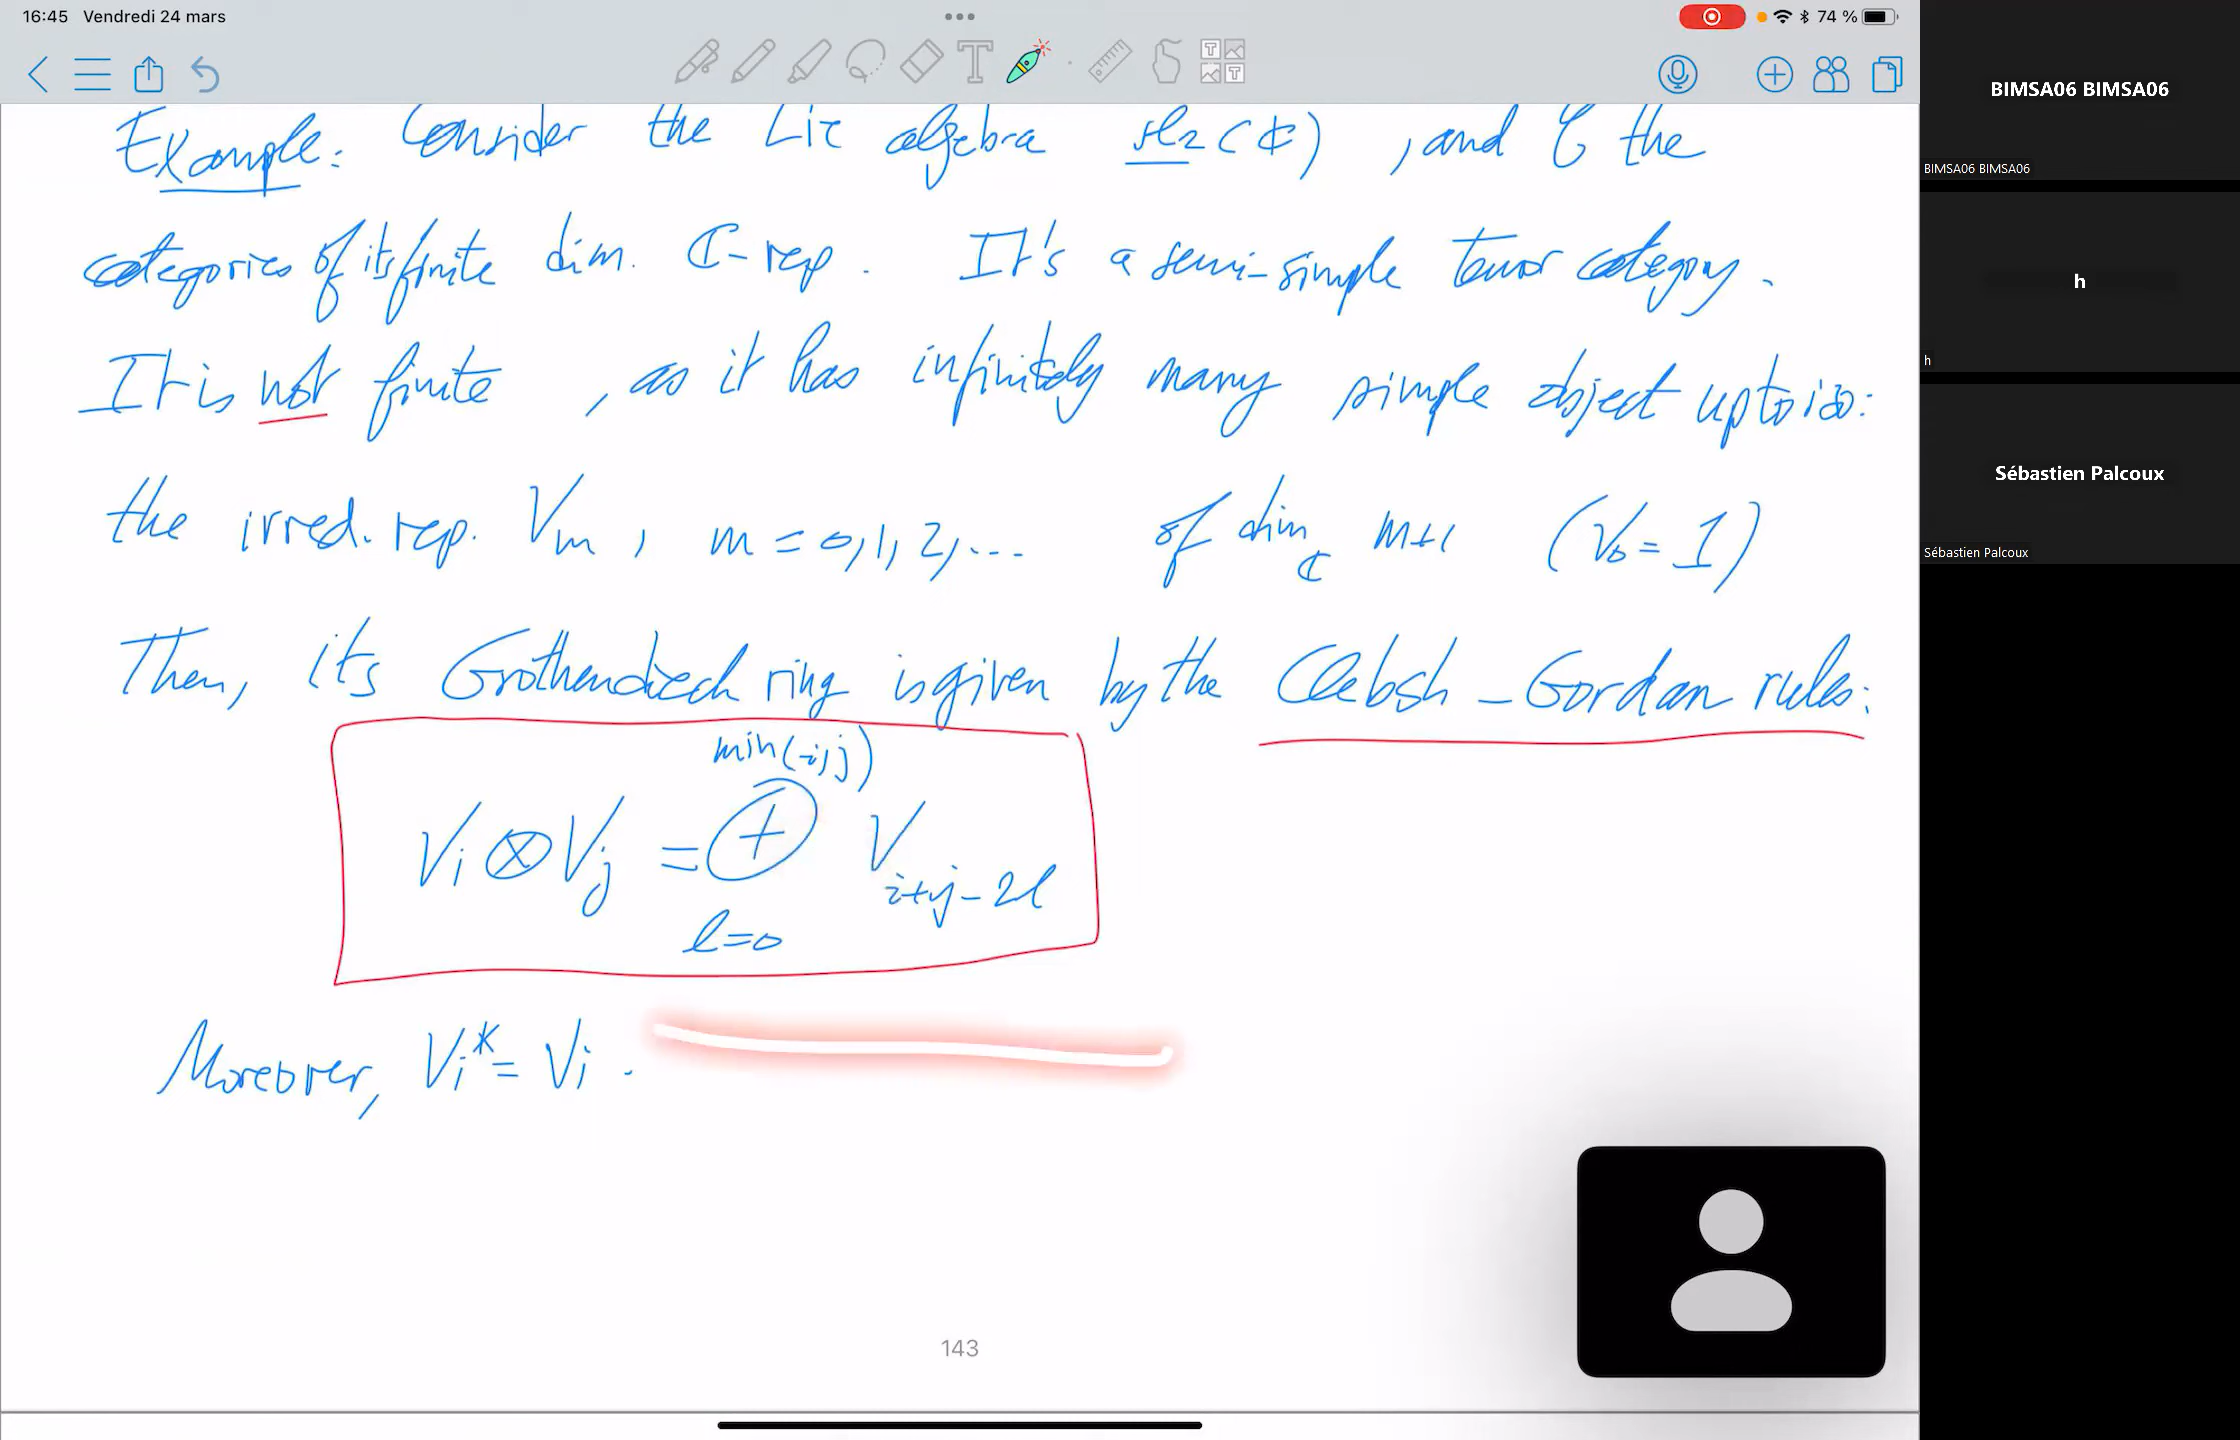 16:45 Vendredi 24 mars
74 %
Example: Consider the Lie algebra sl2(ℂ), and C the
categories of its finite dim. ℂ-rep. It's a semi-simple tensor category.
It is not finite, as it has infinitely many simple object up to iso:
the irred. rep. Vm, m = 0, 1, 2, ... of dim_ℂ m+1 (V0 = 1)
Then, its Grothendieck ring is given by the Clebsh-Gordan rules:
min(i,j)
Vi ⊗ Vj = ⊕ V_{i+j-2l}
l=0
Moreover, Vi* = Vi.
143
BIMSA06 BIMSA06
BIMSA06 BIMSA06
h
h
Sébastien Palcoux
Sébastien Palcoux